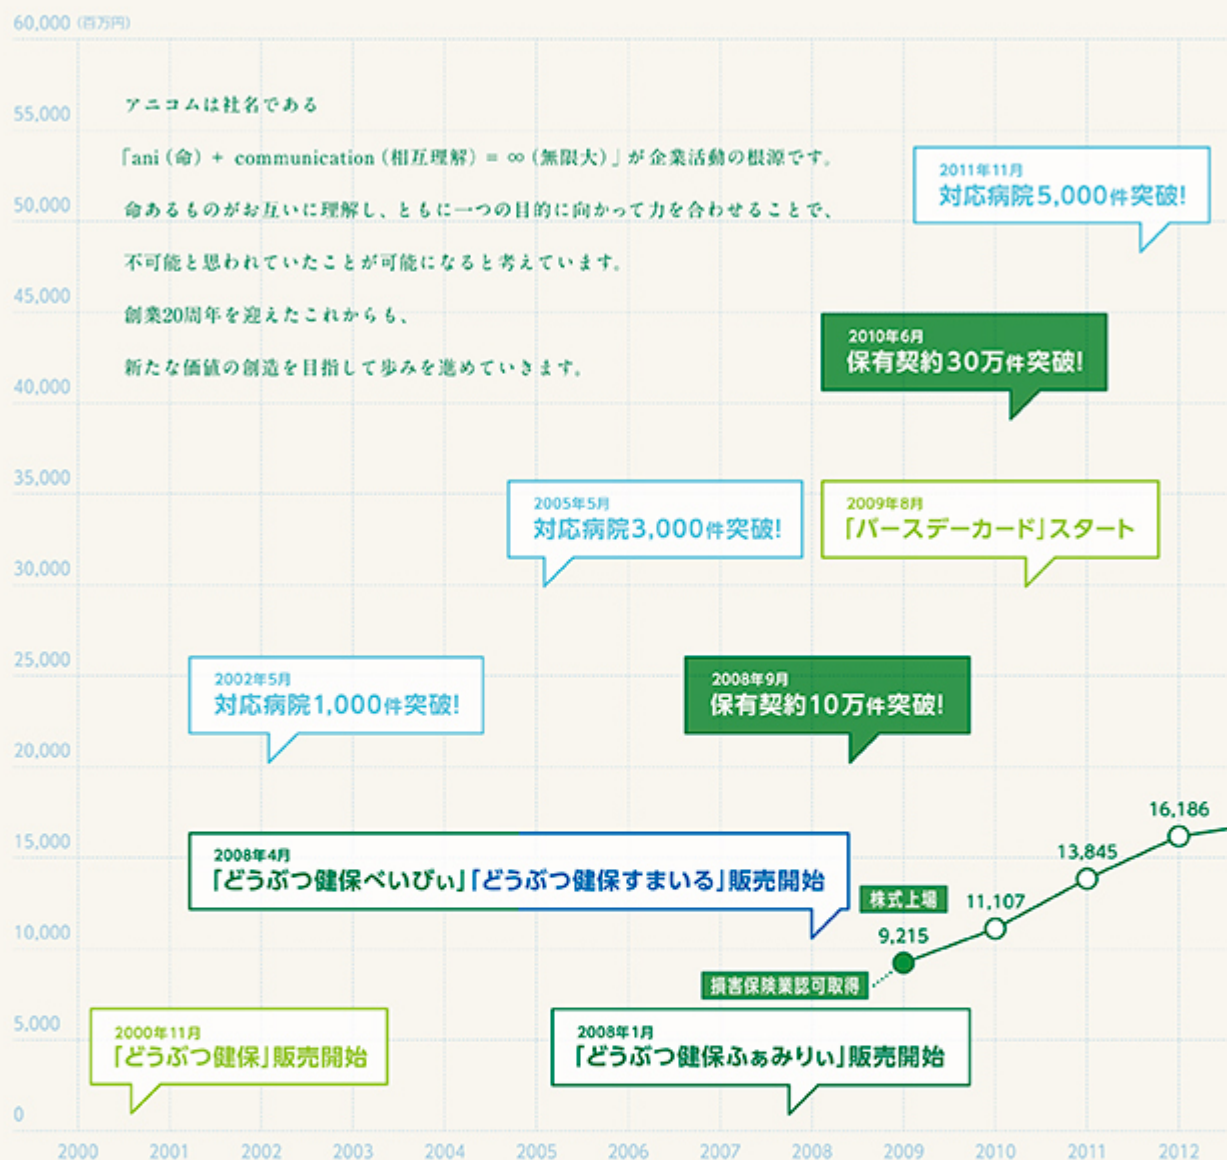 60,000 (百万円)
55,000
50,000
45,000
40,000
35,000
30,000
25,000
20,000
15,000
10,000
5,000
0
アニコムは社名である
「ani(命)+ communication(相互理解)= ∞(無限大)」が企業活動の根源です。
命あるものがお互いに理解し、ともに一つの目的に向かって力を合わせることで、
不可能と思われていたことが可能になると考えています。
創業20周年を迎えたこれからも、
新たな価値の創造を目指して歩みを進めていきます。
2011年11月
対応病院5,000件突破!
2010年6月
保有契約30万件突破!
2005年5月
対応病院3,000件突破!
2009年8月
「バースデーカード」スタート
2002年5月
対応病院1,000件突破!
2008年9月
保有契約10万件突破!
2008年4月
「どうぶつ健保べいびぃ」「どうぶつ健保すまいる」販売開始
株式上場
9,215
11,107
13,845
16,186
損害保険業認可取得
2000年11月
「どうぶつ健保」販売開始
2008年1月
「どうぶつ健保ふぁみりぃ」販売開始
2000 2001 2002 2003 2004 2005 2006 2007 2008 2009 2010 2011 2012